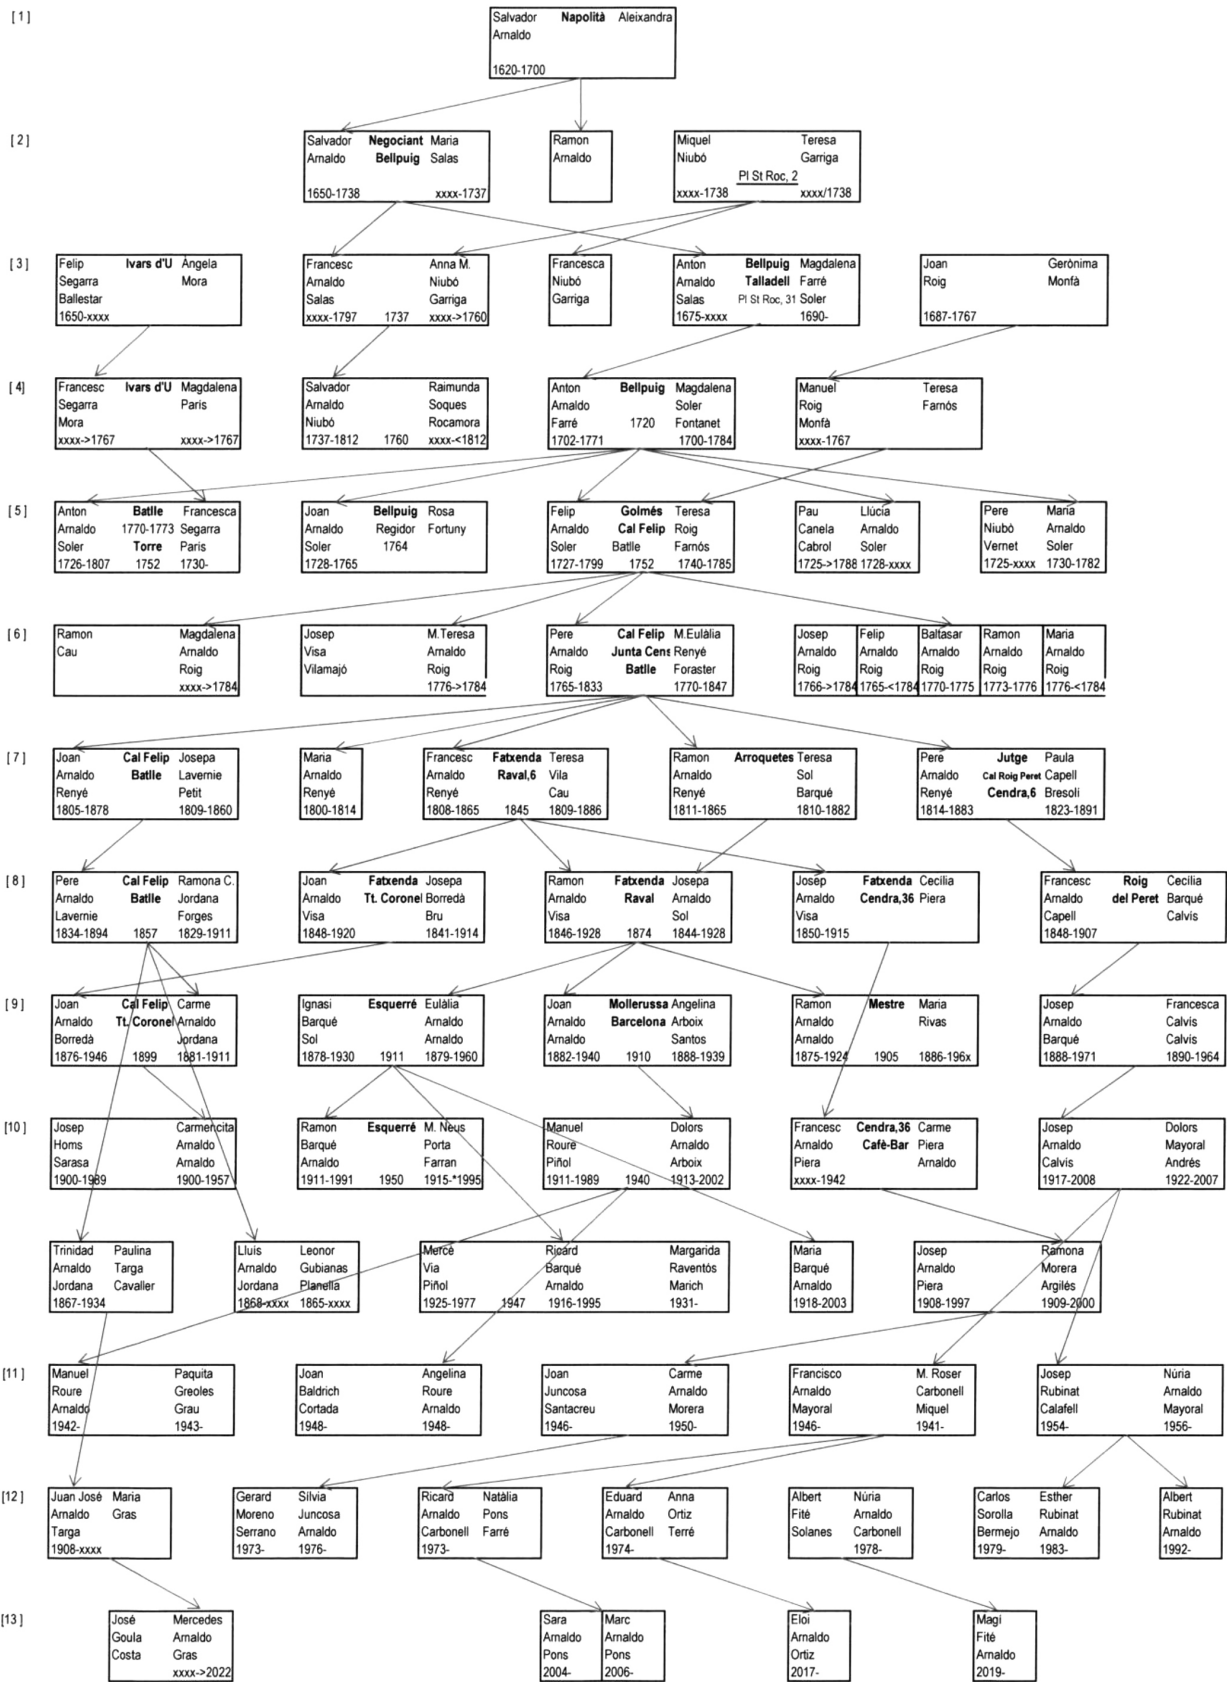 [1]
Salvador Napolità Aleixandra
Arnaldo
1620-1700
[2]
Salvador Negociant Maria
Arnaldo Bellpuig Salas
1650-1738 xxxx-1737
Ramon
Arnaldo
Miquel Teresa
Niubó Garriga
Pl St Roc, 2
xxxx-1738 xxxx/1738
[3]
Felip Ivars d'U Àngela
Segarra Mora
Ballestar
1650-xxxx
Francesc Anna M.
Arnaldo Niubó
Salas Garriga
xxxx-1797 1737 xxxx->1760
Francesca
Niubó
Garriga
Anton Bellpuig Magdalena
Arnaldo Talladell Farré
Salas Pl St Roc, 31 Soler
1675-xxxx 1690-
Joan Gerònima
Roig Monfà
1687-1767
[4]
Francesc Ivars d'U Magdalena
Segarra Paris
Mora
xxxx->1767 xxxx->1767
Salvador Raimunda
Arnaldo Soques
Niubó Rocamora
1737-1812 1760 xxxx-<1812
Anton Bellpuig Magdalena
Arnaldo Soler
Farré 1720 Fontanet
1702-1771 1700-1784
Manuel Teresa
Roig Farnós
Monfà
xxxx-1767
[5]
Anton Batlle Francesca
Arnaldo 1770-1773 Segarra
Soler Torre Paris
1726-1807 1752 1730-
Joan Bellpuig Rosa
Arnaldo Regidor Fortuny
Soler 1764
1728-1765
Felip Golmés Teresa
Arnaldo Cal Felip Roig
Soler Batlle Farnós
1727-1799 1752 1740-1785
Pau Llúcia
Canela Arnaldo
Cabrol Soler
1725->1788 1728-xxxx
Pere Maria
Niubò Arnaldo
Vernet Soler
1725-xxxx 1730-1782
[6]
Ramon Magdalena
Cau Arnaldo
Roig
xxxx->1784
Josep M.Teresa
Visa Arnaldo
Vilamajó Roig
1776->1784
Pere Cal Felip M.Eulàlia
Arnaldo Junta Cens Renyé
Roig Batlle Foraster
1765-1833 1770-1847
Josep Felip Baltasar Ramon Maria
Arnaldo Arnaldo Arnaldo Arnaldo Arnaldo
Roig Roig Roig Roig Roig
1766->1784 1765-<1784 1770-1775 1773-1776 1776-<1784
[7]
Joan Cal Felip Josepa
Arnaldo Batlle Lavernie
Renyé Petit
1805-1878 1809-1860
Maria
Arnaldo
Renyé
1800-1814
Francesc Fatxenda Teresa
Arnaldo Raval,6 Vila
Renyé Cau
1808-1865 1845 1809-1886
Ramon Arroquetes Teresa
Arnaldo Sol
Renyé Barqué
1811-1865 1810-1882
Pere Jutge Paula
Arnaldo Cal Roig Peret Capell
Renyé Cendra,6 Bresoli
1814-1883 1823-1891
[8]
Pere Cal Felip Ramona C.
Arnaldo Batlle Jordana
Lavernie Forges
1834-1894 1857 1829-1911
Joan Fatxenda Josepa
Arnaldo Tt. Coronel Borredà
Visa Bru
1848-1920 1841-1914
Ramon Fatxenda Josepa
Arnaldo Raval Arnaldo
Visa Sol
1846-1928 1874 1844-1928
Josep Fatxenda Cecília
Arnaldo Cendra,36 Piera
Visa
1850-1915
Francesc Roig Cecília
Arnaldo del Peret Barqué
Capell Calvís
1848-1907
[9]
Joan Cal Felip Carme
Arnaldo Tt. Coronel Arnaldo
Borredà Jordana
1876-1946 1899 1881-1911
Ignasi Esquerré Eulàlia
Barqué Arnaldo
Sol Arnaldo
1878-1930 1911 1879-1960
Joan Mollerussa Angelina
Arnaldo Barcelona Arboix
Arnaldo Santos
1882-1940 1910 1888-1939
Ramon Mestre Maria
Arnaldo Rivas
Arnaldo
1875-1924 1905 1886-196x
Josep Francesca
Arnaldo Calvís
Barqué Calvís
1888-1971 1890-1964
[10]
Josep Carmencita
Homs Arnaldo
Sarasa Arnaldo
1900-1989 1900-1957
Ramon Esquerré M. Neus
Barqué Porta
Arnaldo Farran
1911-1991 1950 1915-*1995
Manuel Dolors
Roure Arnaldo
Piñol Arboix
1911-1989 1940 1913-2002
Francesc Cendra,36 Carme
Arnaldo Cafè-Bar Piera
Piera Arnaldo
xxxx-1942
Josep Dolors
Arnaldo Mayoral
Calvís Andrés
1917-2008 1922-2007
Trinidad Paulina
Arnaldo Targa
Jordana Cavaller
1867-1934
Lluís Leonor
Arnaldo Gubianas
Jordana Planella
1868-xxxx 1865-xxxx
Mercè Ricard Margarida
Via Barqué Raventós
Piñol Arnaldo Marich
1925-1977 1947 1916-1995 1931-
Maria
Barqué
Arnaldo
1918-2003
Josep Ramona
Arnaldo Morera
Piera Argilés
1908-1997 1909-2000
[11]
Manuel Paquita
Roure Greoles
Arnaldo Grau
1942- 1943-
Joan Angelina
Baldrich Roure
Cortada Arnaldo
1948- 1948-
Joan Carme
Juncosa Arnaldo
Santacreu Morera
1946- 1950-
Francisco M. Roser
Arnaldo Carbonell
Mayoral Miquel
1946- 1941-
Josep Núria
Rubinat Arnaldo
Calafell Mayoral
1954- 1956-
[12]
Juan José Maria
Arnaldo Gras
Targa
1908-xxxx
Gerard Sílvia
Moreno Juncosa
Serrano Arnaldo
1973- 1976-
Ricard Natàlia
Arnaldo Pons
Carbonell Farré
1973-
Eduard Anna
Arnaldo Ortiz
Carbonell Terré
1974-
Albert Núria
Fité Arnaldo
Solanes Carbonell
1978-
Carlos Esther
Sorolla Rubinat
Bermejo Arnaldo
1979- 1983-
Albert
Rubinat
Arnaldo
1992-
[13]
José Mercedes
Goula Arnaldo
Costa Gras
xxxx->2022
Sara Marc
Arnaldo Arnaldo
Pons Pons
2004- 2006-
Eloi
Arnaldo
Ortiz
2017-
Magí
Fité
Arnaldo
2019-